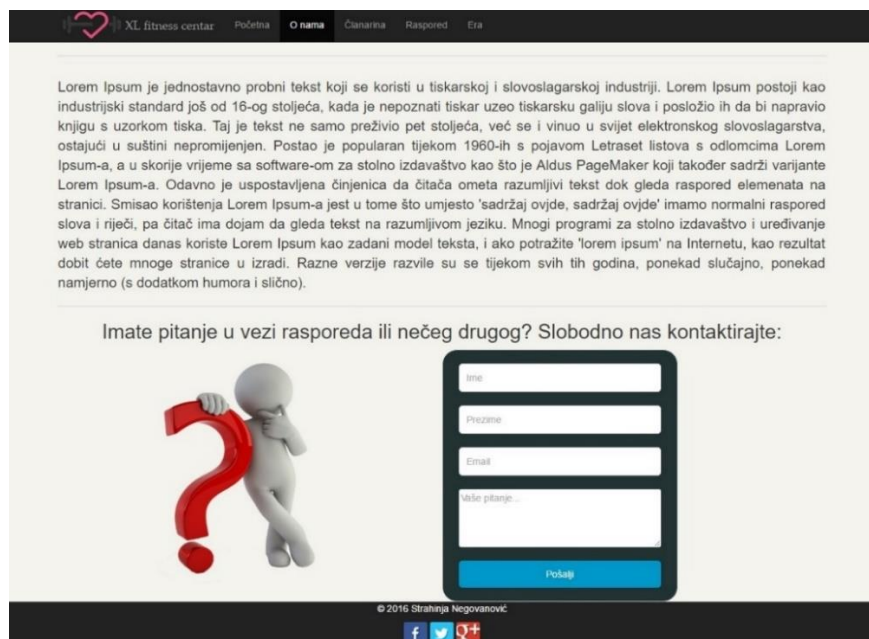 XL fitness centar Početna O nama Članarina Raspored Era
Lorem Ipsum je jednostavno probni tekst koji se koristi u tiskarskoj i slovoslagarskoj industriji. Lorem Ipsum postoji kao
industrijski standard još od 16-og stoljeća, kada je nepoznati tiskar uzeo tiskarsku galiju slova i posložio ih da bi napravio
knjigu s uzorkom tiska. Taj je tekst ne samo preživio pet stoljeća, već se i vinuo u svijet elektronskog slovoslagarstva,
ostajući u suštini nepromijenjen. Postao je popularan tijekom 1960-ih s pojavom Letraset listova s odlomcima Lorem
Ipsum-a, a u skorije vrijeme sa software-om za stolno izdavaštvo kao što je Aldus PageMaker koji također sadrži varijante
Lorem Ipsum-a. Odavno je uspostavljena činjenica da čitača ometa razumljivi tekst dok gleda raspored elemenata na
stranici. Smisao korištenja Lorem Ipsum-a jest u tome što umjesto 'sadržaj ovjde, sadržaj ovjde' imamo normalni raspored
slova i riječi, pa čitač ima dojam da gleda tekst na razumljivom jeziku. Mnogi programi za stolno izdavaštvo i uređivanje
web stranica danas koriste Lorem Ipsum kao zadani model teksta, i ako potražite 'lorem ipsum' na Internetu, kao rezultat
dobit ćete mnoge stranice u izradi. Razne verzije razvile su se tijekom svih tih godina, ponekad slučajno, ponekad
namjerno (s dodatkom humora i slično).
Imate pitanje u vezi rasporeda ili nečeg drugog? Slobodno nas kontaktirajte:
Ime
Prezime
Email
Vaše pitanje...
Pošalji
© 2016 Strahinja Negovanović